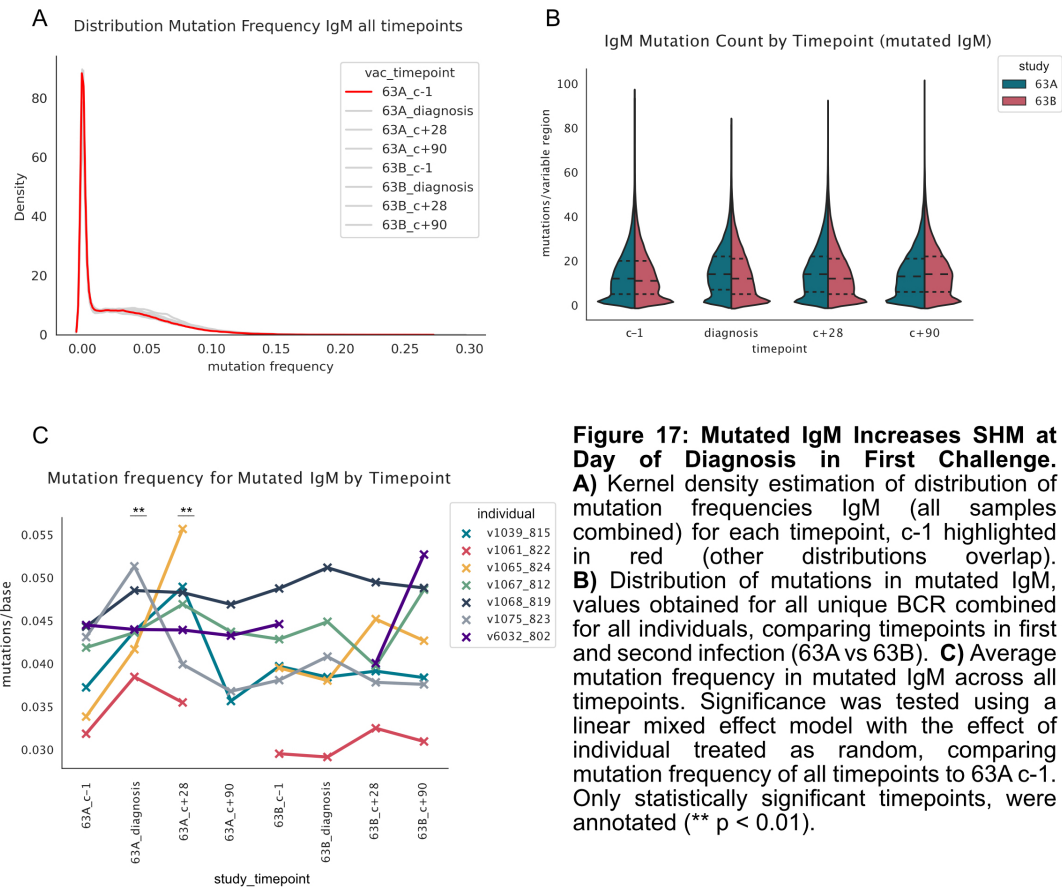 A
Distribution Mutation Frequency IgM all timepoints
Density
80
60
40
20
0
0.00 0.05 0.10 0.15 0.20 0.25 0.30
mutation frequency
vac_timepoint
63A_c-1
63A_diagnosis
63A_c+28
63A_c+90
63B_c-1
63B_diagnosis
63B_c+28
63B_c+90
B
IgM Mutation Count by Timepoint (mutated IgM)
mutations/variable region
100
80
60
40
20
0
c−1 diagnosis c+28 c+90
timepoint
study
63A
63B
C
Mutation frequency for Mutated IgM by Timepoint
** **
mutations/base
0.055
0.050
0.045
0.040
0.035
0.030
63A_c−1
63A_diagnosis
63A_c+28
63A_c+90
63B_c−1
63B_diagnosis
63B_c+28
63B_c+90
study_timepoint
individual
v1039_815
v1061_822
v1065_824
v1067_812
v1068_819
v1075_823
v6032_802
Figure 17: Mutated IgM Increases SHM at
Day of Diagnosis in First Challenge.
A) Kernel density estimation of distribution of
mutation frequencies IgM (all samples
combined) for each timepoint, c-1 highlighted
in red (other distributions overlap).
B) Distribution of mutations in mutated IgM,
values obtained for all unique BCR combined
for all individuals, comparing timepoints in first
and second infection (63A vs 63B). C) Average
mutation frequency in mutated IgM across all
timepoints. Significance was tested using a
linear mixed effect model with the effect of
individual treated as random, comparing
mutation frequency of all timepoints to 63A c-1.
Only statistically significant timepoints, were
annotated (** p < 0.01).